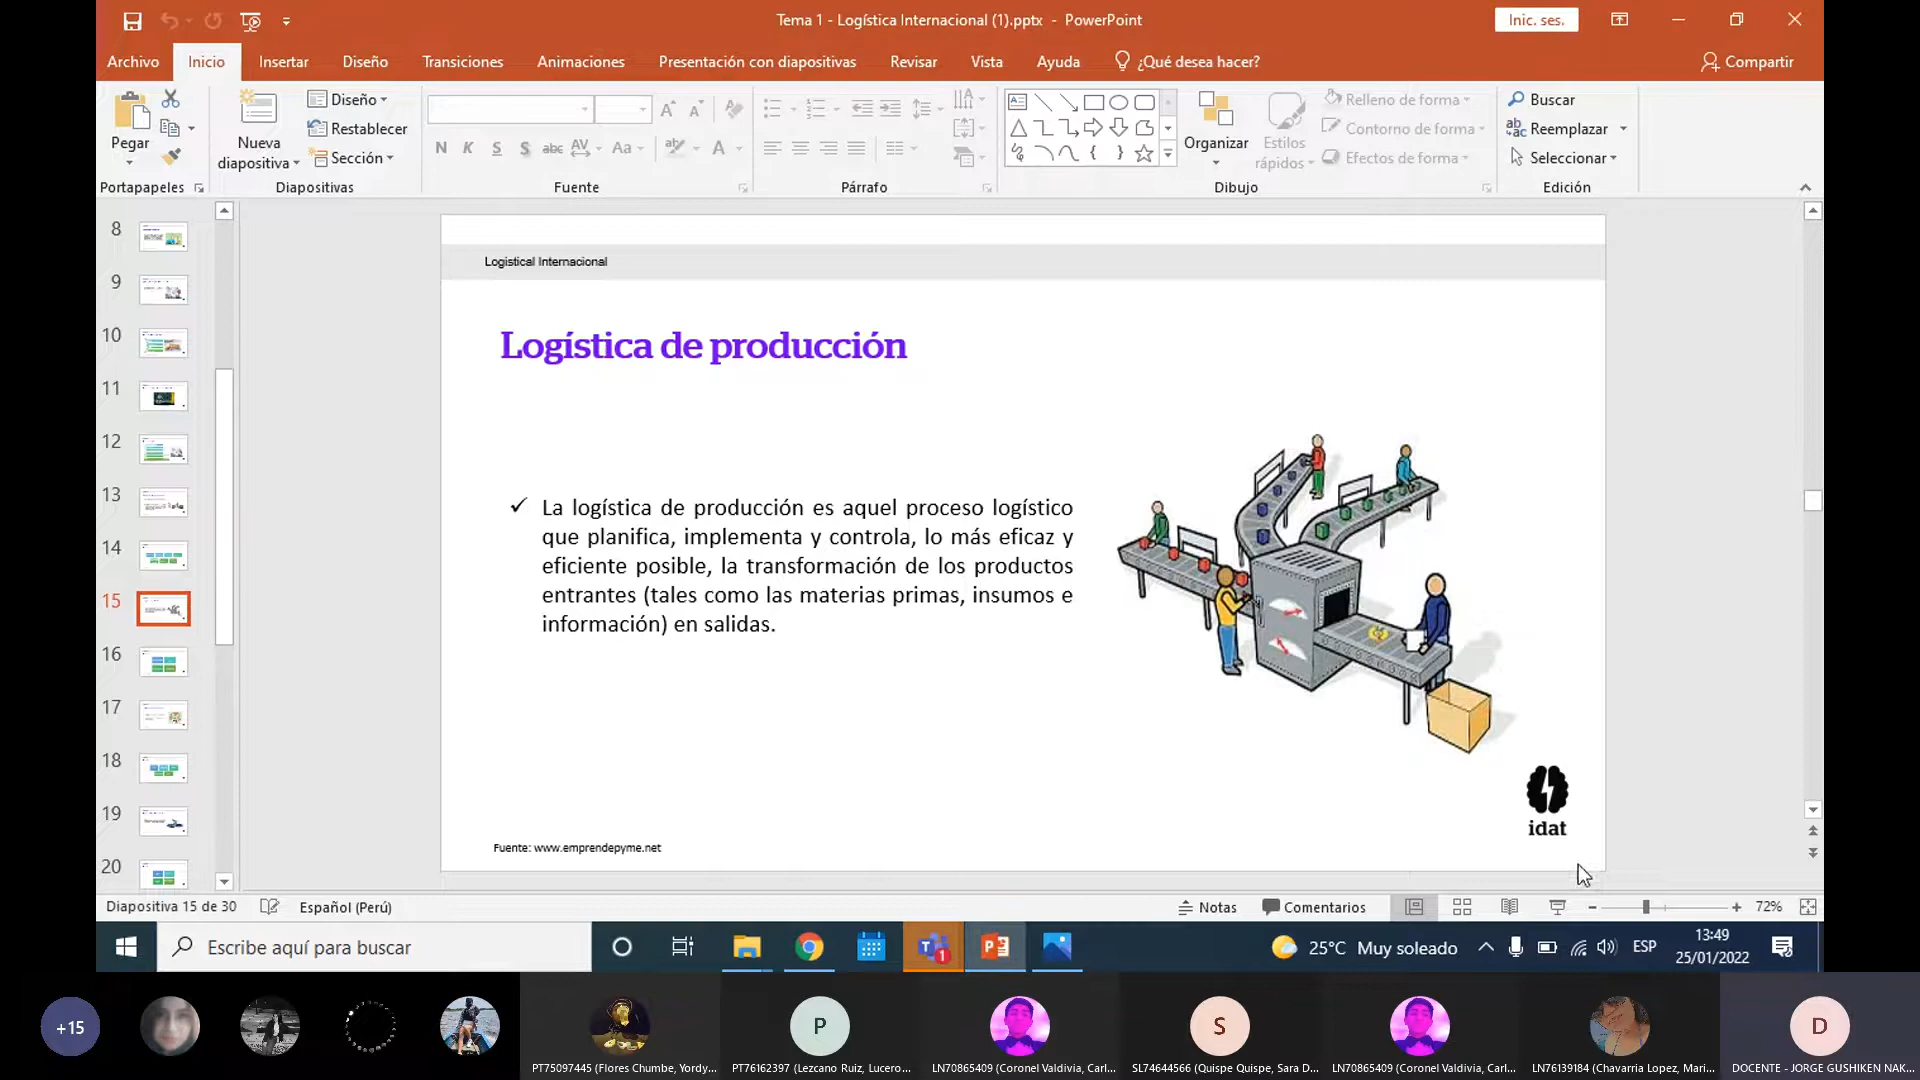 Tema 1 - Logística Internacional (1).pptx - PowerPoint
Inic. ses.
Archivo
Inicio
Insertar
Diseño
Transiciones
Animaciones
Presentación con diapositivas
Revisar
Vista
Ayuda
¿Qué desea hacer?
Compartir
Pegar
Nueva diapositiva
Diseño
Restablecer
Sección
Relleno de forma
Contorno de forma
Efectos de forma
Organizar
Estilos rápidos
Buscar
Reemplazar
Seleccionar
N K S S abc AV Aa A
Portapapeles
Diapositivas
Fuente
Párrafo
Dibujo
Edición
8
9
10
11
12
13
14
15
16
17
18
19
20
Logistical Internacional
Logística de producción
La logística de producción es aquel proceso logístico
que planifica, implementa y controla, lo más eficaz y
eficiente posible, la transformación de los productos
entrantes (tales como las materias primas, insumos e
información) en salidas.
idat
Fuente: www.emprendepyme.net
Diapositiva 15 de 30
Español (Perú)
Notas
Comentarios
72%
Escribe aquí para buscar
1
25°C Muy soleado
ESP
13:49
25/01/2022
+15
P
S
D
PT75097445 (Flores Chumbe, Yordy...
PT76162397 (Lezcano Ruiz, Lucero...
LN70865409 (Coronel Valdivia, Carl...
SL74644566 (Quispe Quispe, Sara D...
LN70865409 (Coronel Valdivia, Carl...
LN76139184 (Chavarria Lopez, Mari...
DOCENTE - JORGE GUSHIKEN NAK...